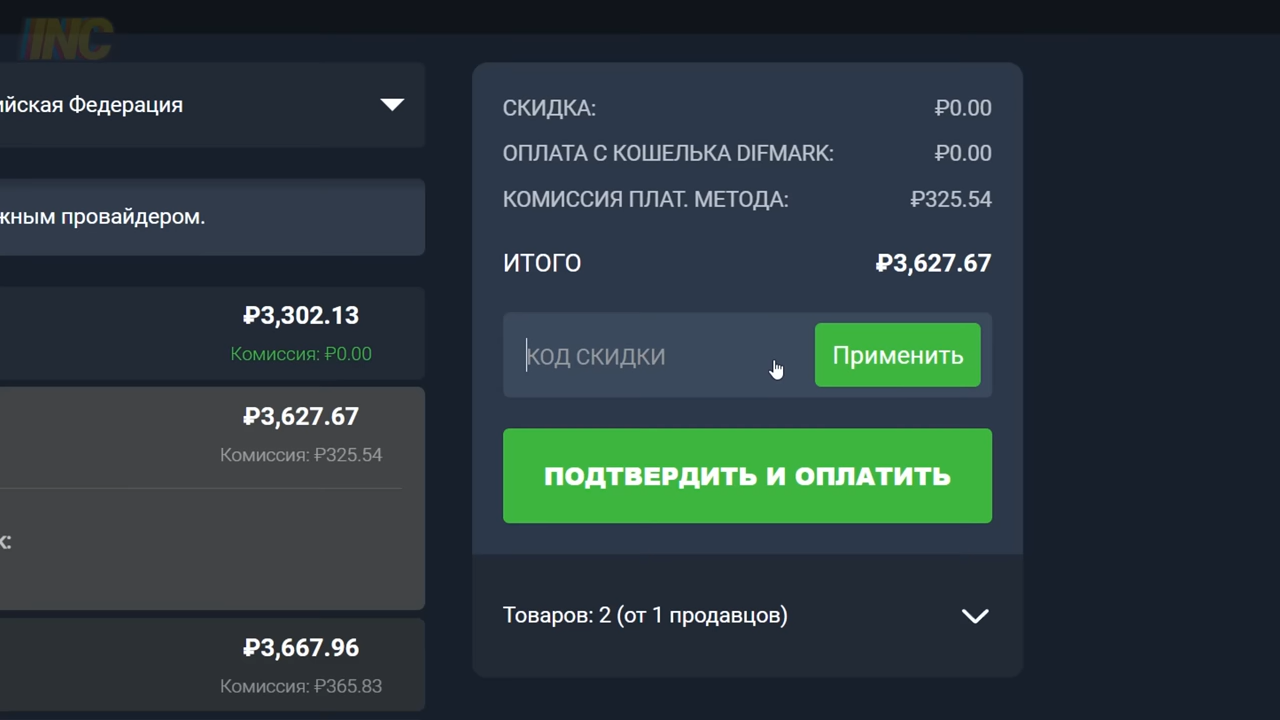 INC
йская Федерация
жным провайдером.
₽3,302.13
Комиссия: ₽0.00
₽3,627.67
Комиссия: ₽325.54
к:
₽3,667.96
Комиссия: ₽365.83
СКИДКА: ₽0.00
ОПЛАТА С КОШЕЛЬКА DIFMARK: ₽0.00
КОМИССИЯ ПЛАТ. МЕТОДА: ₽325.54
ИТОГО ₽3,627.67
КОД СКИДКИ Применить
ПОДТВЕРДИТЬ И ОПЛАТИТЬ
Товаров: 2 (от 1 продавцов)